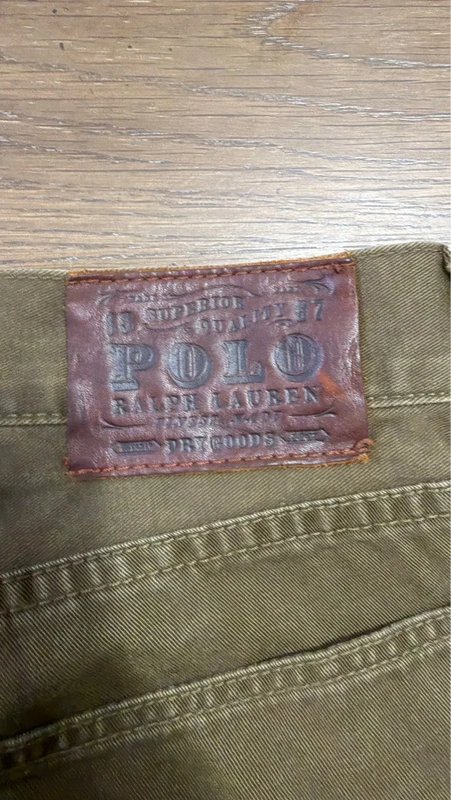 SUPERIOR
19 & QUALITY 67
POLO
RALPH LAUREN
DRY GOODS